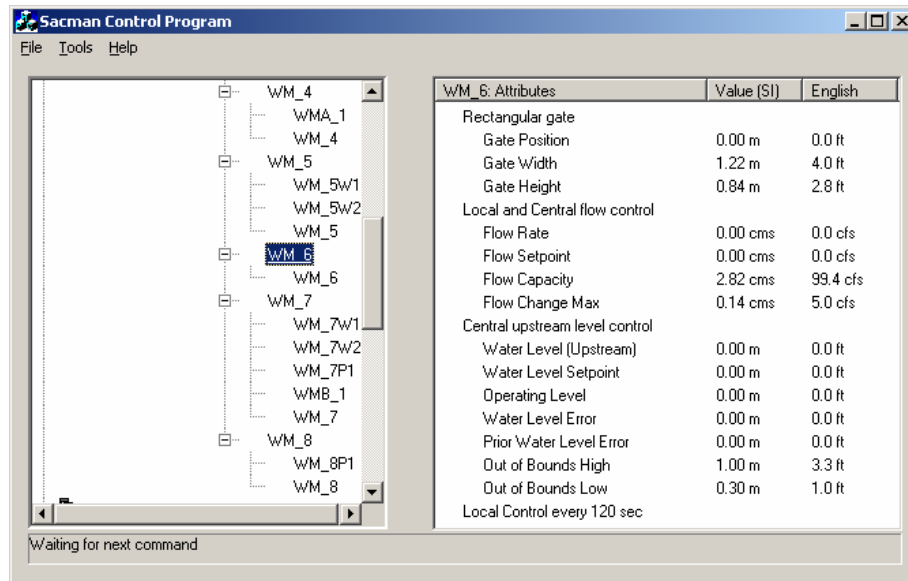 Sacman Control Program
File Tools Help
WM_4
WMA_1
WM_4
WM_5
WM_5W1
WM_5W2
WM_5
WM_6
WM_6
WM_7
WM_7W1
WM_7W2
WM_7P1
WMB_1
WM_7
WM_8
WM_8P1
WM_8
WM_6: Attributes Value (SI) English
Rectangular gate
Gate Position 0.00 m 0.0 ft
Gate Width 1.22 m 4.0 ft
Gate Height 0.84 m 2.8 ft
Local and Central flow control
Flow Rate 0.00 cms 0.0 cfs
Flow Setpoint 0.00 cms 0.0 cfs
Flow Capacity 2.82 cms 99.4 cfs
Flow Change Max 0.14 cms 5.0 cfs
Central upstream level control
Water Level (Upstream) 0.00 m 0.0 ft
Water Level Setpoint 0.00 m 0.0 ft
Operating Level 0.00 m 0.0 ft
Water Level Error 0.00 m 0.0 ft
Prior Water Level Error 0.00 m 0.0 ft
Out of Bounds High 1.00 m 3.3 ft
Out of Bounds Low 0.30 m 1.0 ft
Local Control every 120 sec
Waiting for next command